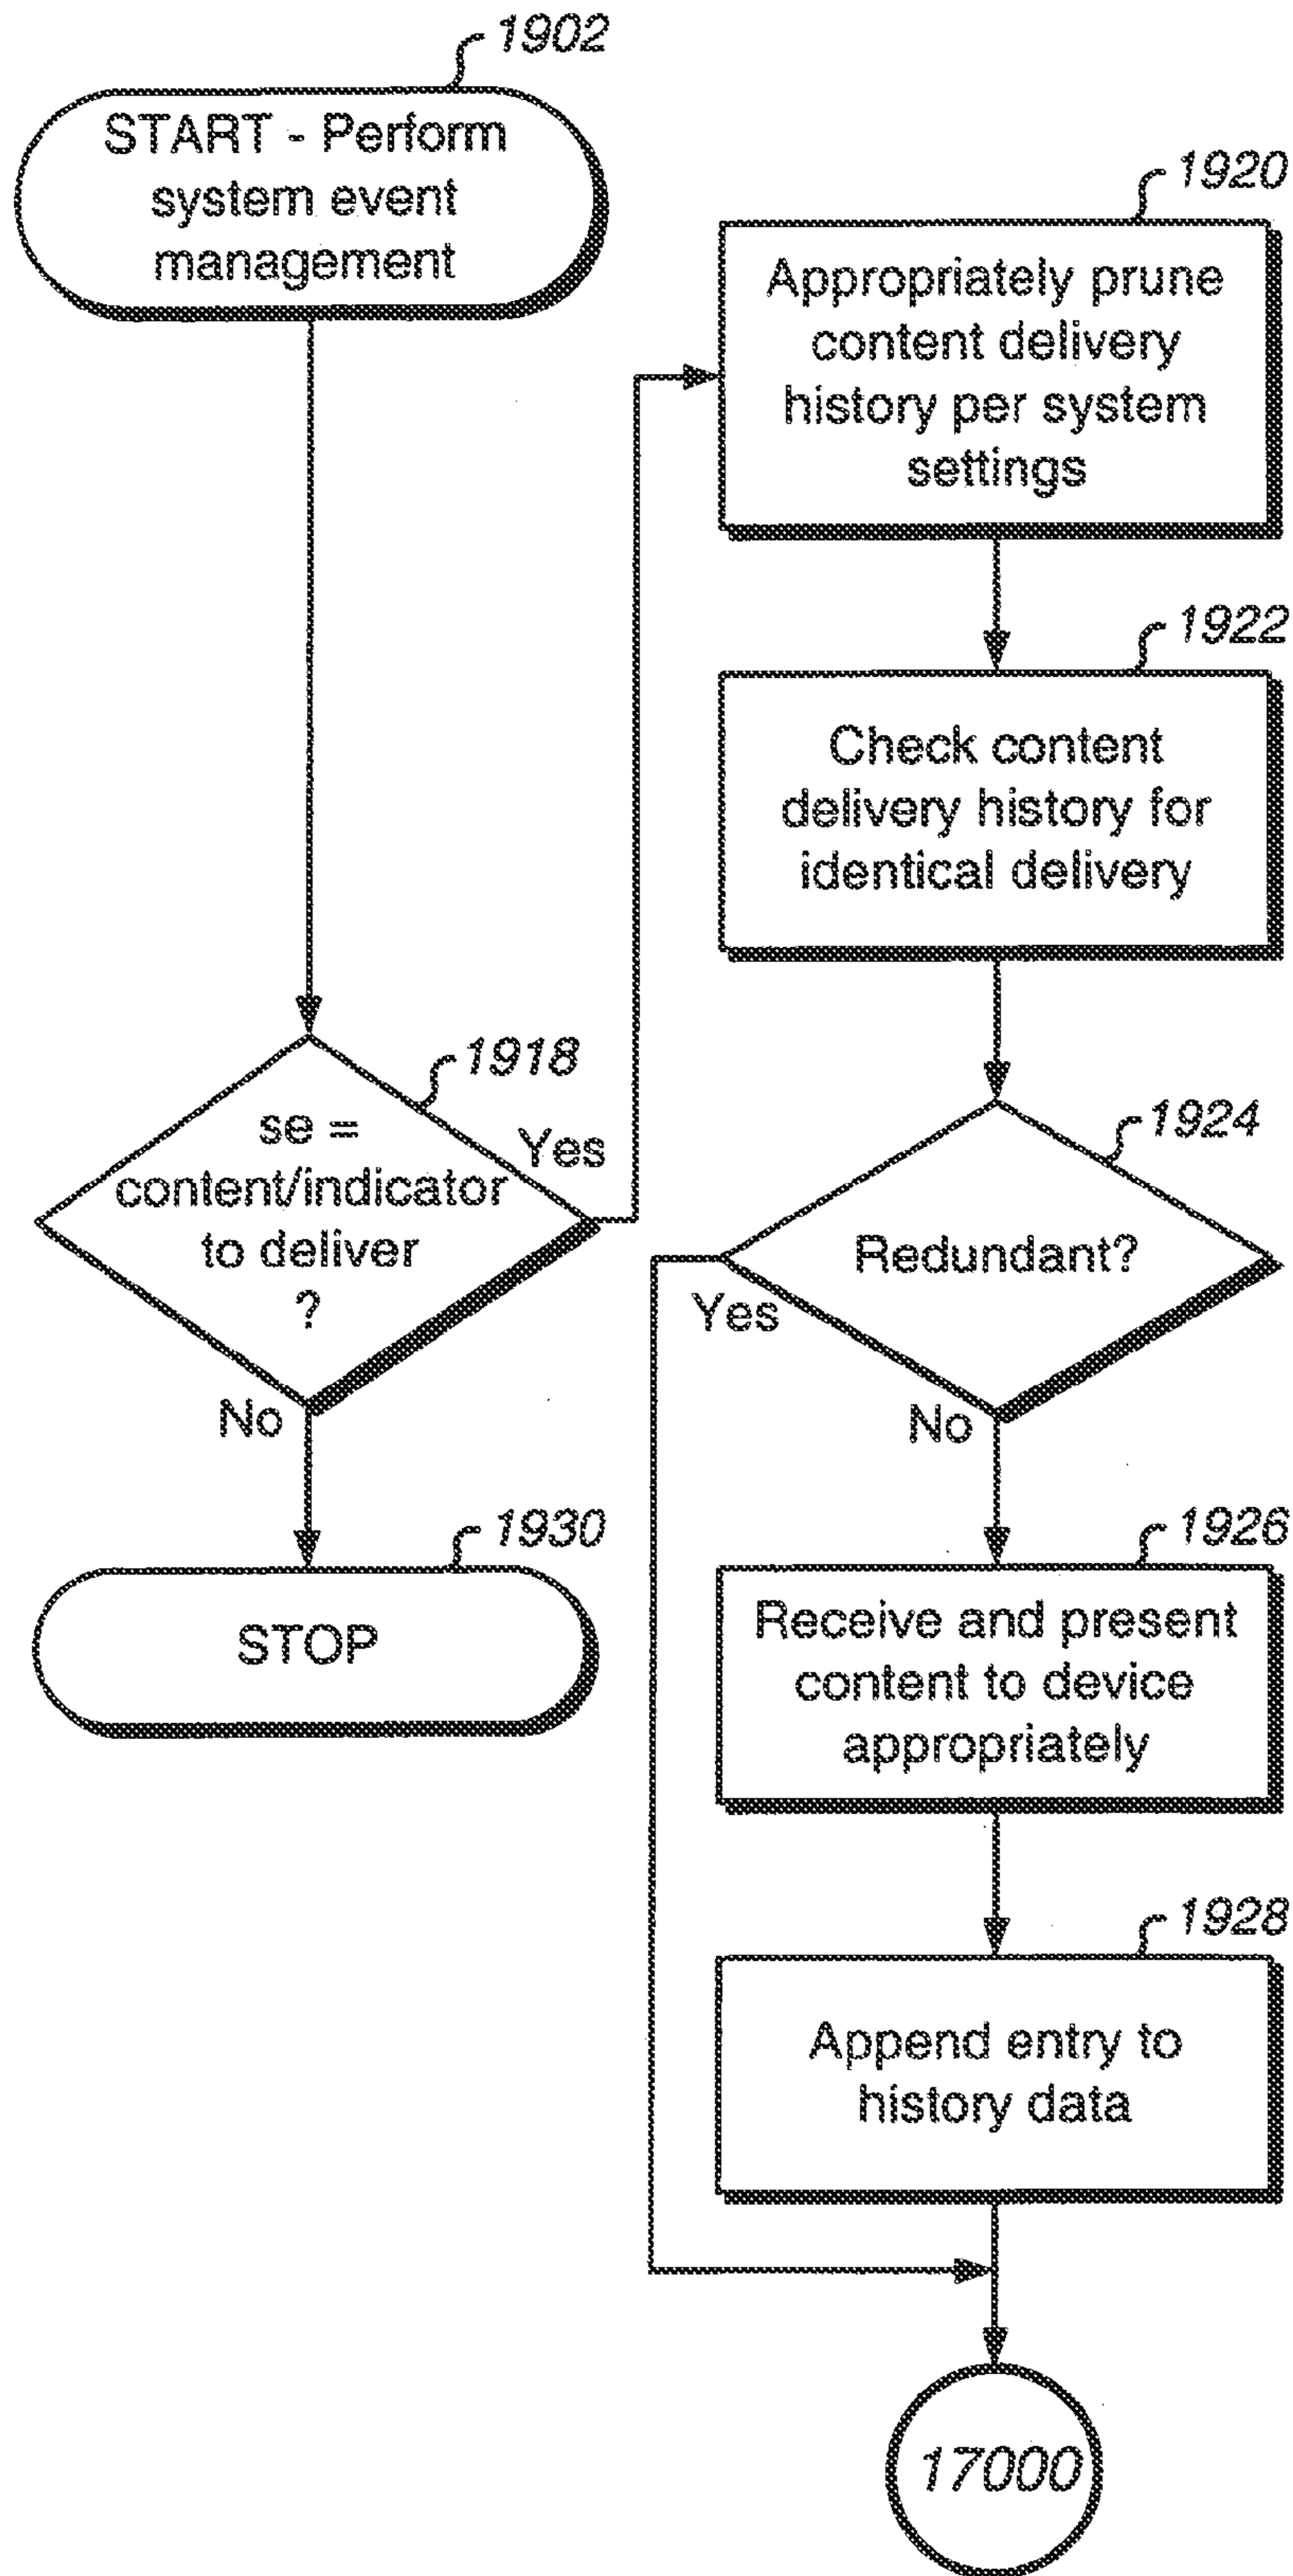 1902
START - Perform
system event
management
1918
se =
content/indicator
to deliver
?
Yes
No
1930
STOP
1920
Appropriately prune
content delivery
history per system
settings
1922
Check content
delivery history for
identical delivery
1924
Redundant?
Yes
No
1926
Receive and present
content to device
appropriately
1928
Append entry to
history data
17000